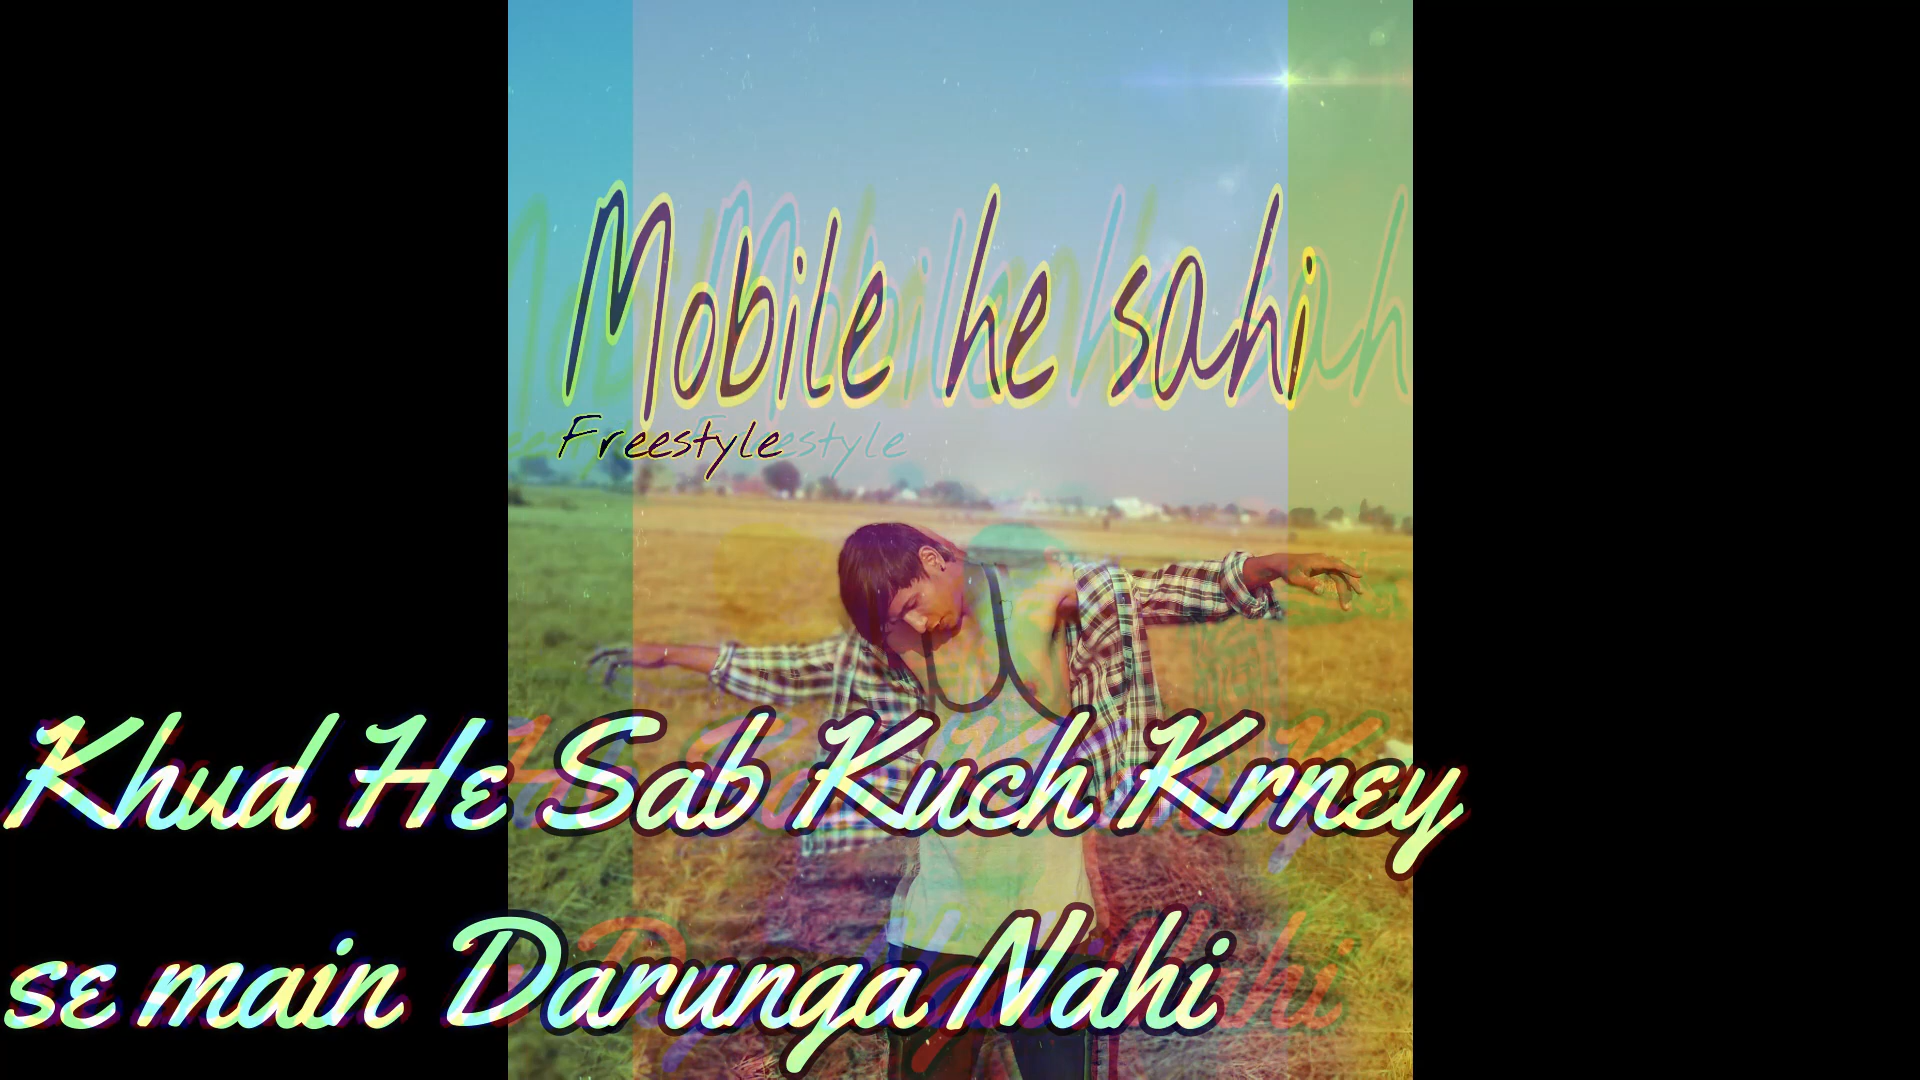 Mobile he sahi
Freestyle
Khud He Sab Kuch Krney
se main Darunga Nahi